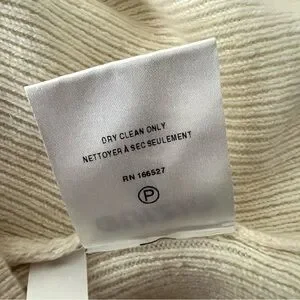 DRY CLEAN ONLY
NETTOYER À SEC SEULEMENT
RN 166527
P